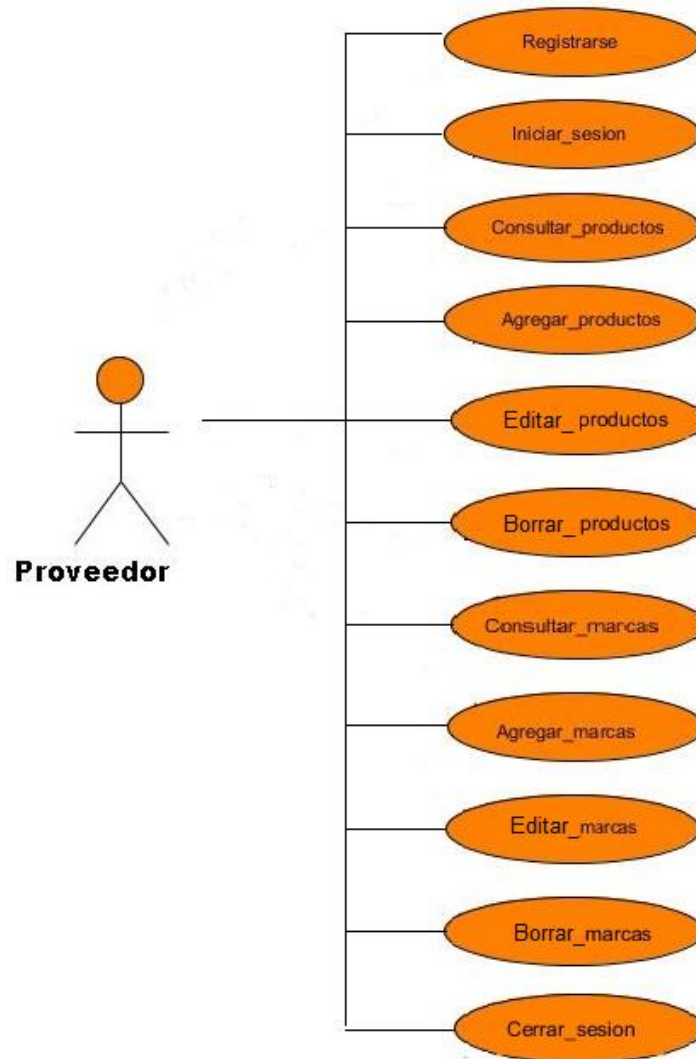 Registrarse
Iniciar_sesion
Consultar_productos
Agregar_productos
Editar_ productos
Borrar_ productos
Proveedor
Consultar_marcas
Agregar_marcas
Editar_marcas
Borrar_marcas
Cerrar_sesion